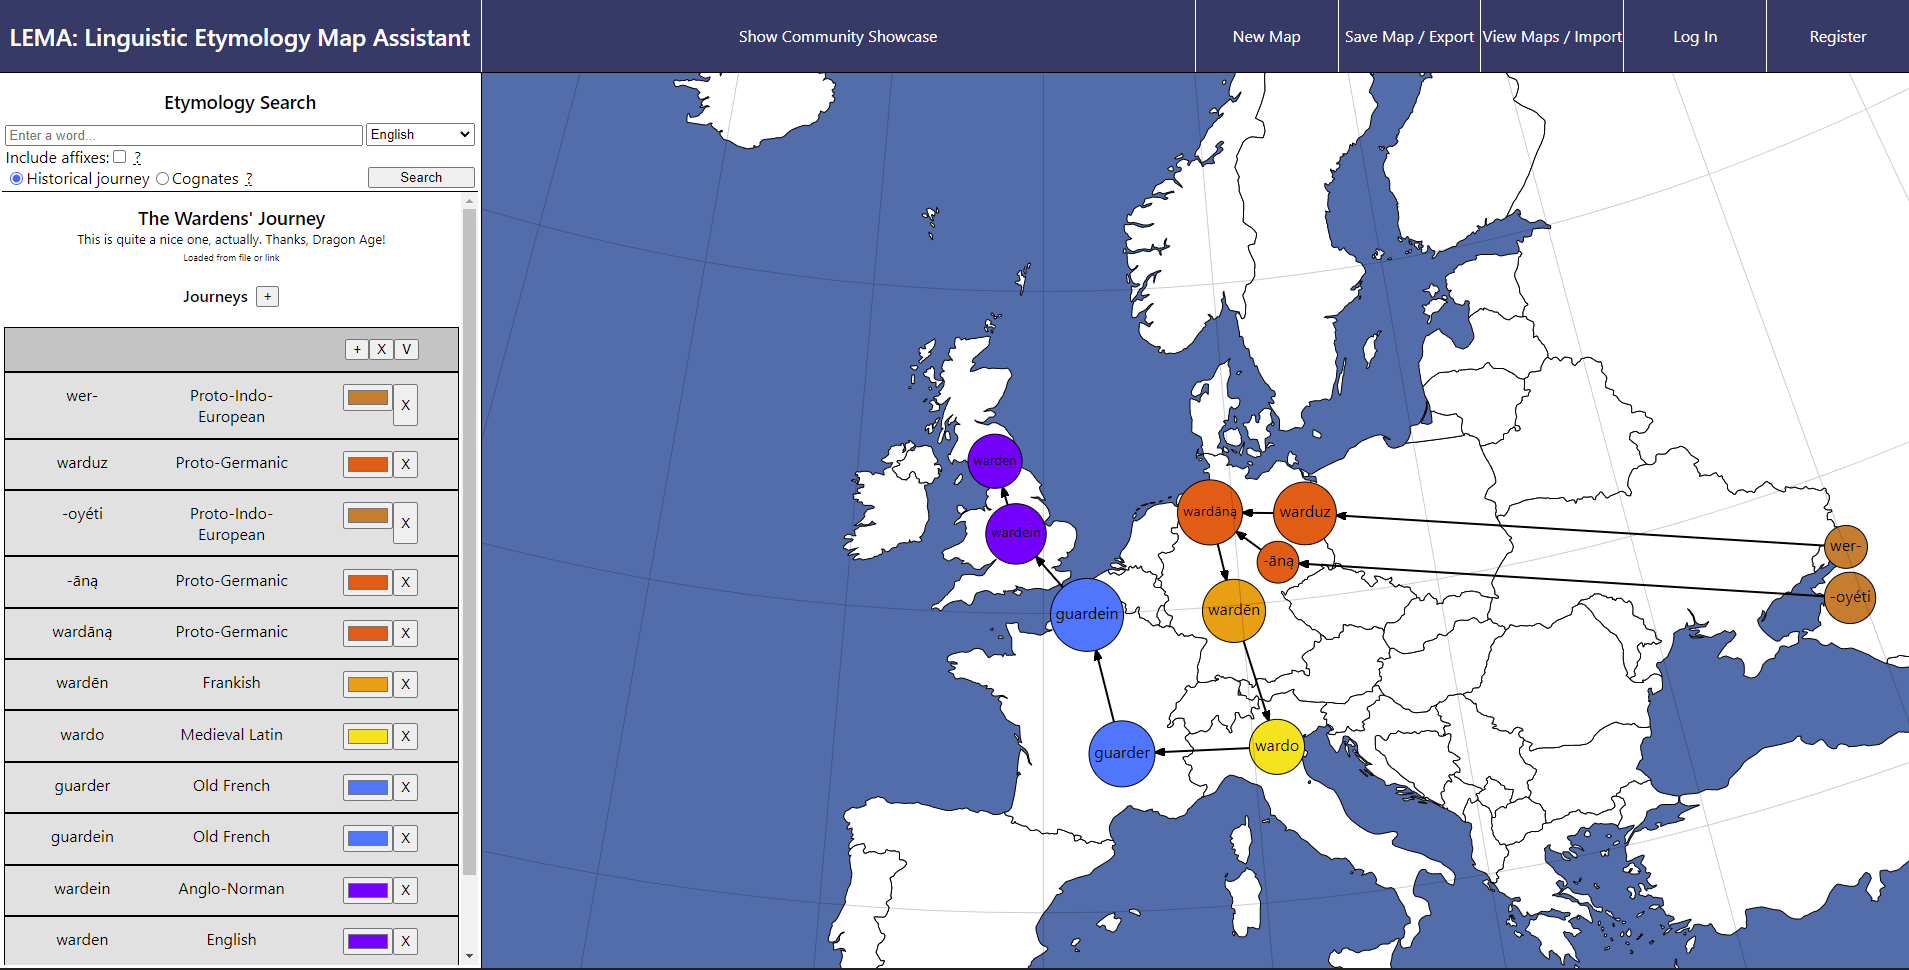 LEMA: Linguistic Etymology Map Assistant
Show Community Showcase
New Map
Save Map / Export
View Maps / Import
Log In
Register
Etymology Search
Enter a word...
English
Include affixes: ?
Historical journey Cognates ?
Search
The Wardens' Journey
This is quite a nice one, actually. Thanks, Dragon Age!
Loaded from file or link
Journeys +
+ X V
wer- Proto-Indo-
European X
warduz Proto-Germanic X
-oyéti Proto-Indo-
European X
-āną Proto-Germanic X
wardāną Proto-Germanic X
wardēn Frankish X
wardo Medieval Latin X
guarder Old French X
guardein Old French X
wardein Anglo-Norman X
warden English X
warden
wardein
wardāną
warduz
-āną
wer-
-oyéti
guardein
wardēn
guarder
wardo